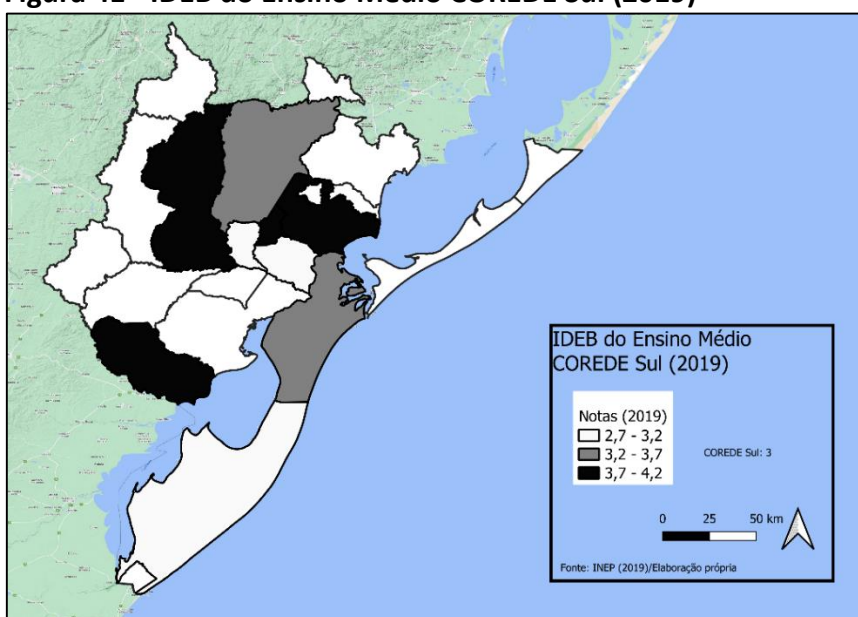 Figura 41 - IDEB do Ensino Médio COREDE Sul (2019)
IDEB do Ensino Médio
COREDE Sul (2019)
Notas (2019)
2,7 - 3,2
3,2 - 3,7
3,7 - 4,2
COREDE Sul: 3
0 25 50 km
Fonte: INEP (2019)/Elaboração própria